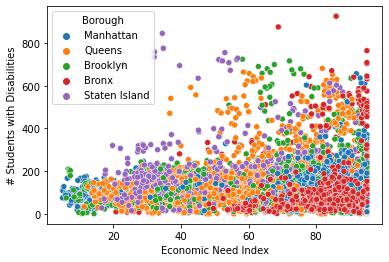 Borough
Manhattan
Queens
Brooklyn
Bronx
Staten Island
# Students with Disabilities
800
600
400
200
0
20 40 60 80
Economic Need Index